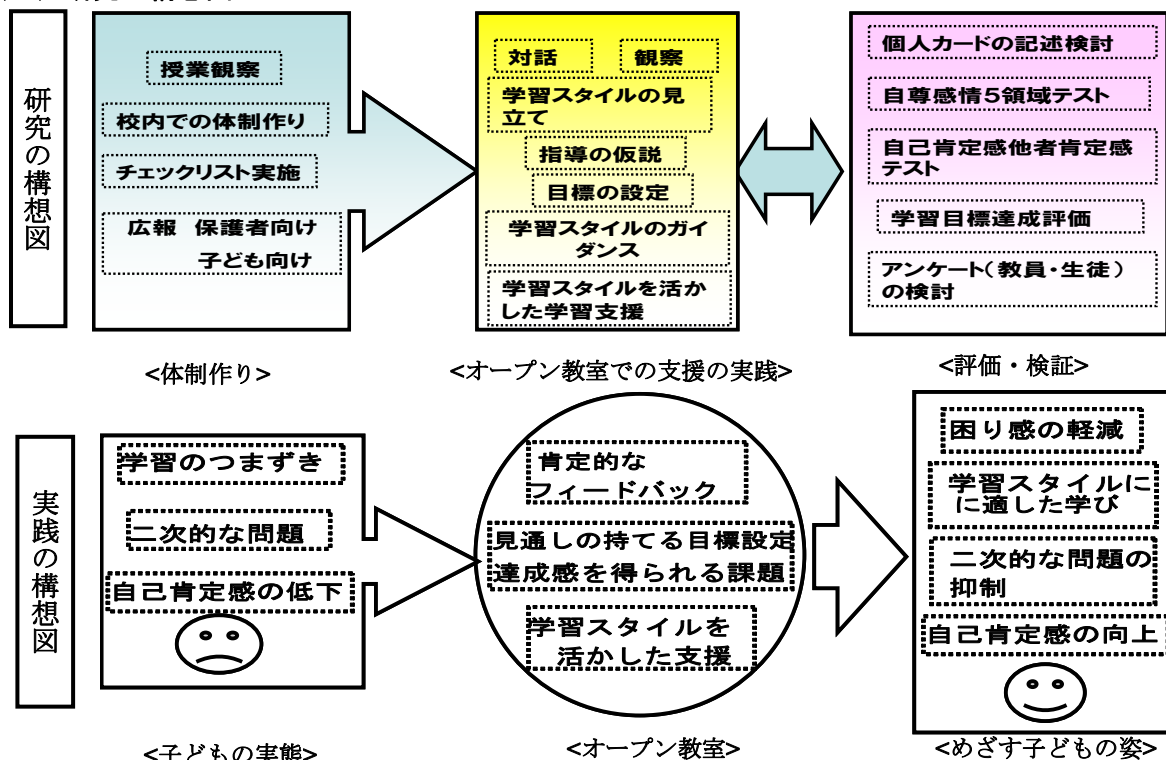 研究の構想図
授業観察
校内での体制作り
チェックリスト実施
広報 保護者向け
子ども向け
<体制作り>
対話
観察
学習スタイルの見
立て
指導の仮説
目標の設定
学習スタイルのガイ
ダンス
学習スタイルを活か
した学習支援
<オープン教室での支援の実践>
個人カードの記述検討
自尊感情5領域テスト
自己肯定感他者肯定感
テスト
学習目標達成評価
アンケート(教員・生徒)
の検討
<評価・検証>
実践の構想図
学習のつまずき
二次的な問題
自己肯定感の低下
<子どもの実態>
肯定的な
フィードバック
見通しの持てる目標設定
達成感を得られる課題
学習スタイルを
活かした支援
<オープン教室>
困り感の軽減
学習スタイルに
に適した学び
二次的な問題の
抑制
自己肯定感の向上
<めざす子どもの姿>